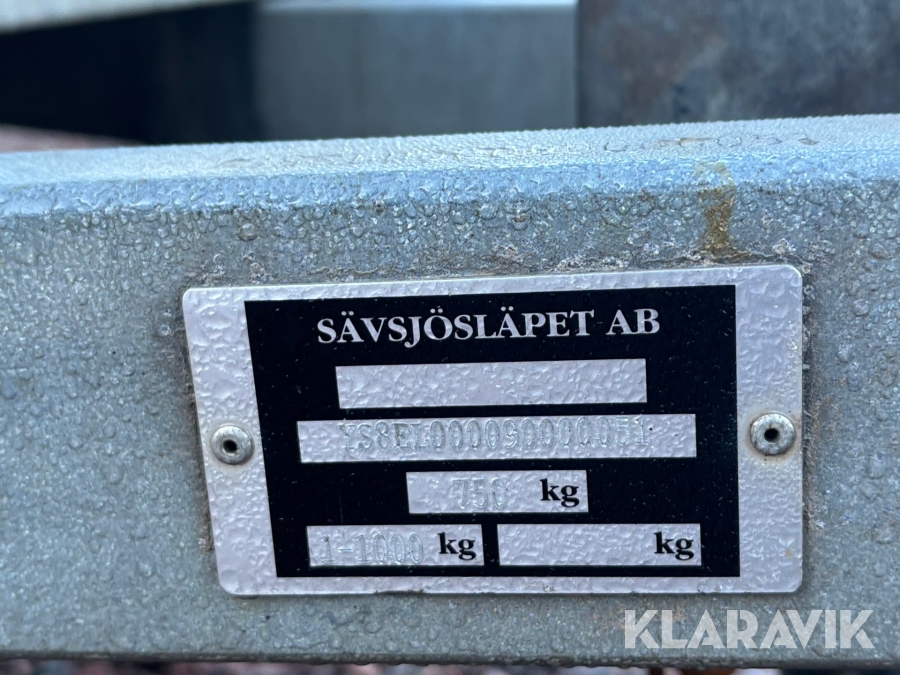 SÄVSJÖSLÄPET AB
YS8EL000090000051
750 kg
1-1000 kg
kg
KLARAVIK